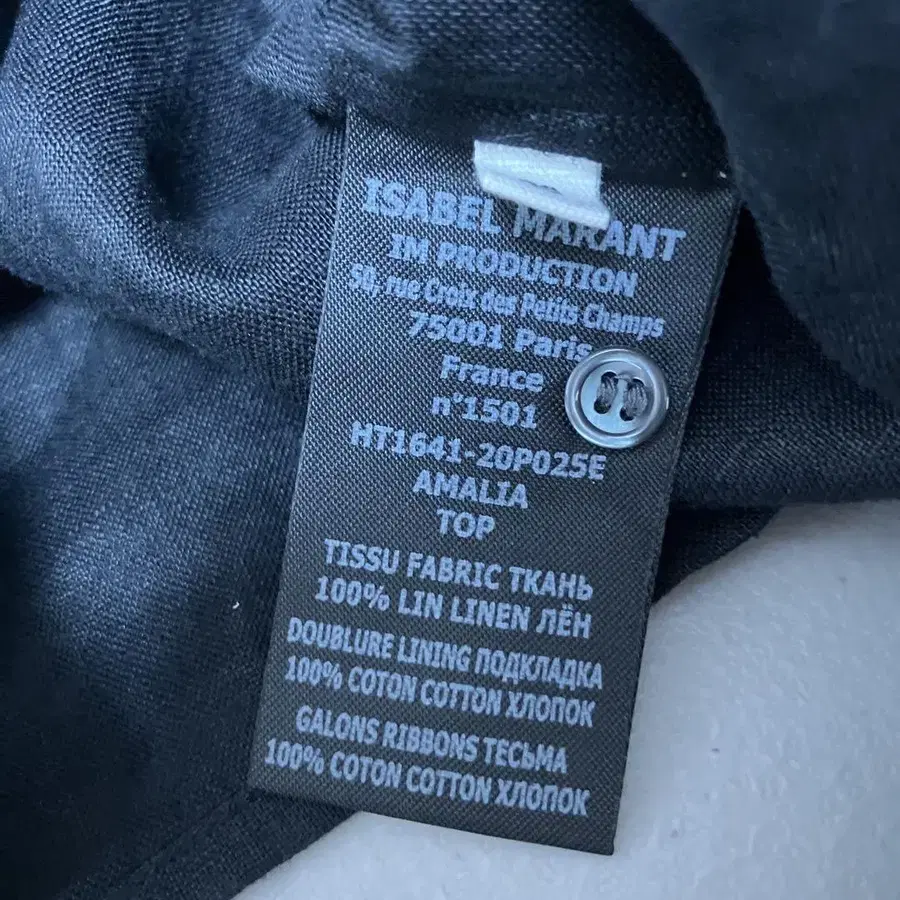 ISABEL MARANT
IM PRODUCTION
50, rue Croix des Petits Champs
75001 Paris
France
n°1501
HT1641-20P025E
AMALIA
TOP
TISSU FABRIC ТКАНЬ
100% LIN LINEN ЛЁН
DOUBLURE LINING ПОДКЛАДКА
100% COTON COTTON ХЛОПОК
GALONS RIBBONS ТЕСЬМА
100% COTON COTTON ХЛОПОК